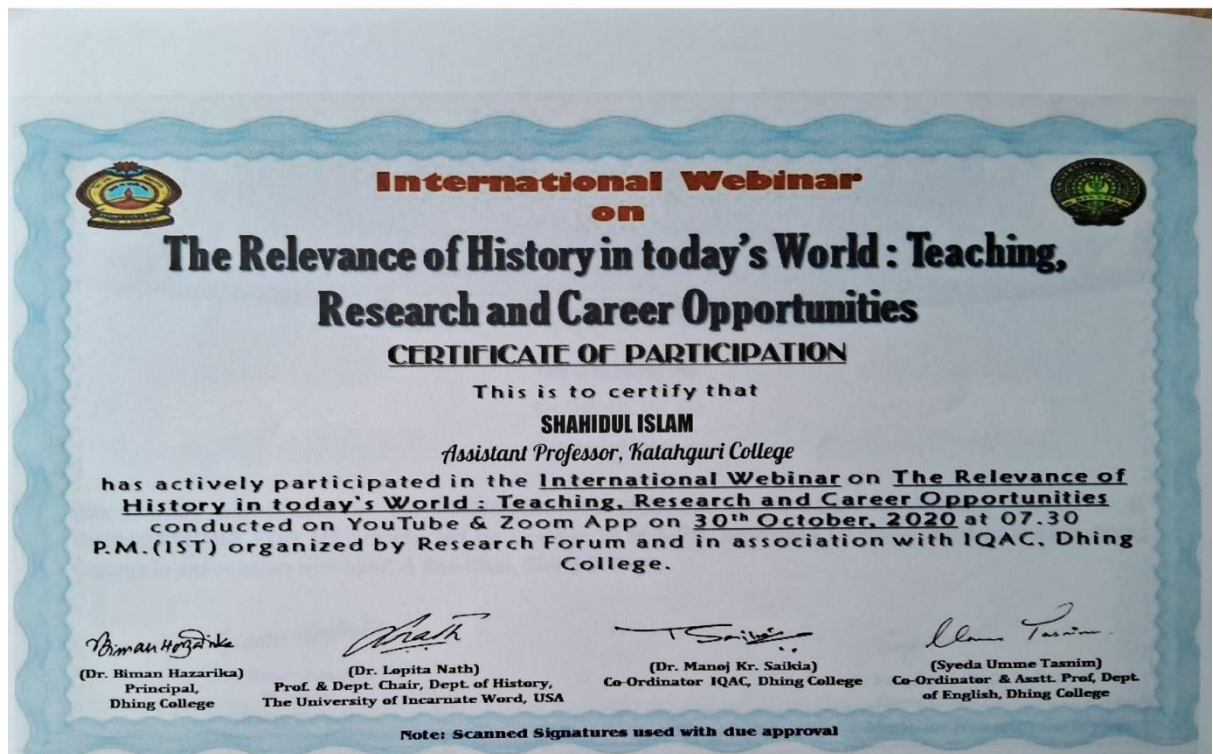 International Webinar
on
The Relevance of History in today's World : Teaching,
Research and Career Opportunities
CERTIFICATE OF PARTICIPATION
This is to certify that
SHAHIDUL ISLAM
Assistant Professor, Katahguri College
has actively participated in the International Webinar on The Relevance of
History in today's World : Teaching, Research and Career Opportunities
conducted on YouTube & Zoom App on 30th October, 2020 at 07.30
P.M.(IST) organized by Research Forum and in association with IQAC, Dhing
College.
Biman Hazarika
(Dr. Biman Hazarika)
Principal,
Dhing College
LNath
(Dr. Lopita Nath)
Prof. & Dept. Chair, Dept. of History,
The University of Incarnate Word, USA
(Dr. Manoj Kr. Saikia)
Co-Ordinator IQAC, Dhing College
Tasnim
(Syeda Umme Tasnim)
Co-Ordinator & Asstt. Prof, Dept.
of English, Dhing College
Note: Scanned Signatures used with due approval